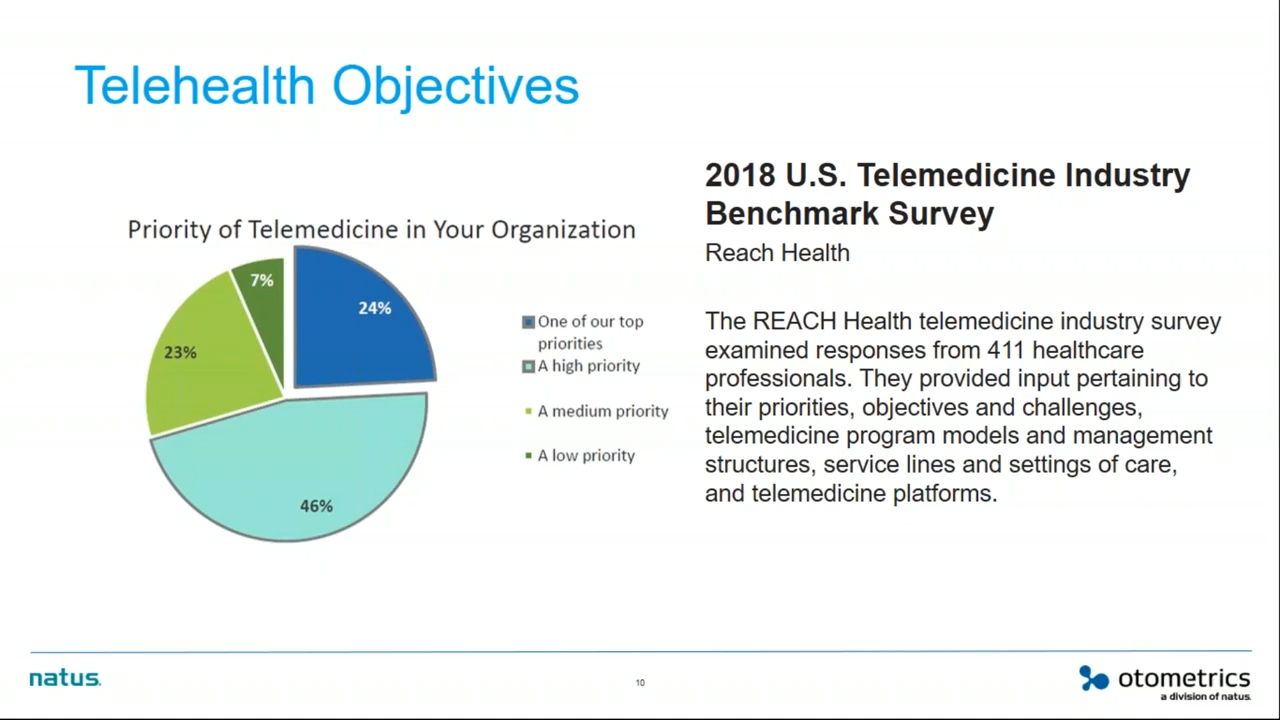 Telehealth Objectives
Priority of Telemedicine in Your Organization
7%
24%
23%
46%
One of our top
priorities
A high priority
A medium priority
A low priority
2018 U.S. Telemedicine Industry
Benchmark Survey
Reach Health
The REACH Health telemedicine industry survey
examined responses from 411 healthcare
professionals. They provided input pertaining to
their priorities, objectives and challenges,
telemedicine program models and management
structures, service lines and settings of care,
and telemedicine platforms.
natus.
10
otometrics
a division of natus.